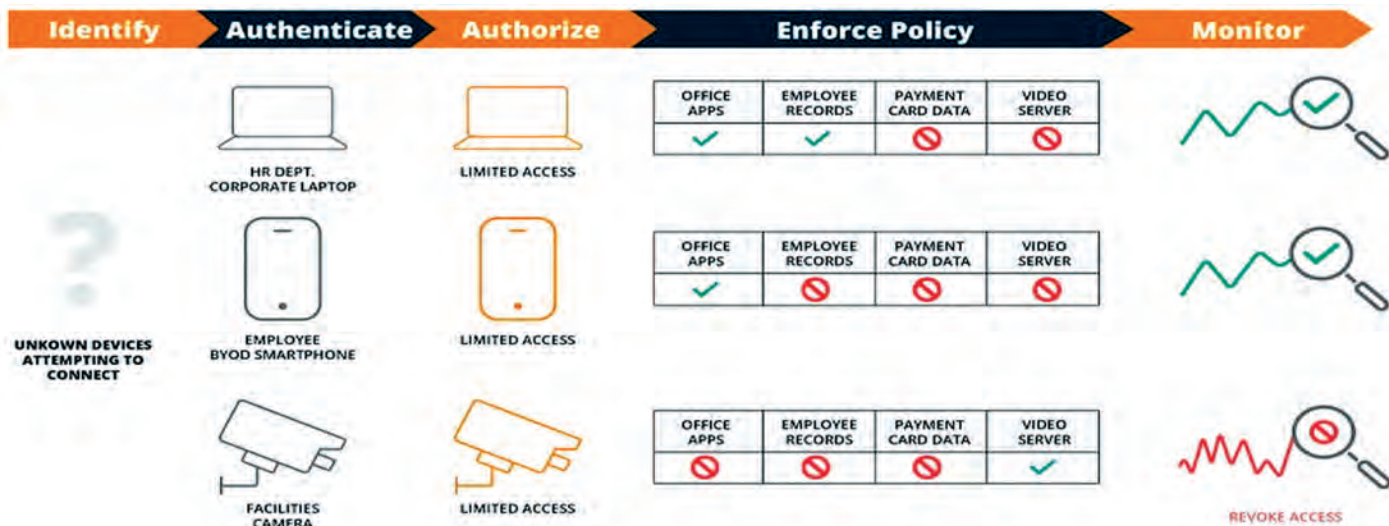 Identify Authenticate Authorize Enforce Policy Monitor
OFFICE APPS EMPLOYEE RECORDS PAYMENT CARD DATA VIDEO SERVER
HR DEPT.
CORPORATE LAPTOP
LIMITED ACCESS
OFFICE APPS EMPLOYEE RECORDS PAYMENT CARD DATA VIDEO SERVER
UNKOWN DEVICES
ATTEMPTING TO
CONNECT
EMPLOYEE
BYOD SMARTPHONE
LIMITED ACCESS
OFFICE APPS EMPLOYEE RECORDS PAYMENT CARD DATA VIDEO SERVER
FACILITIES
CAMERA
LIMITED ACCESS
REVOKE ACCESS